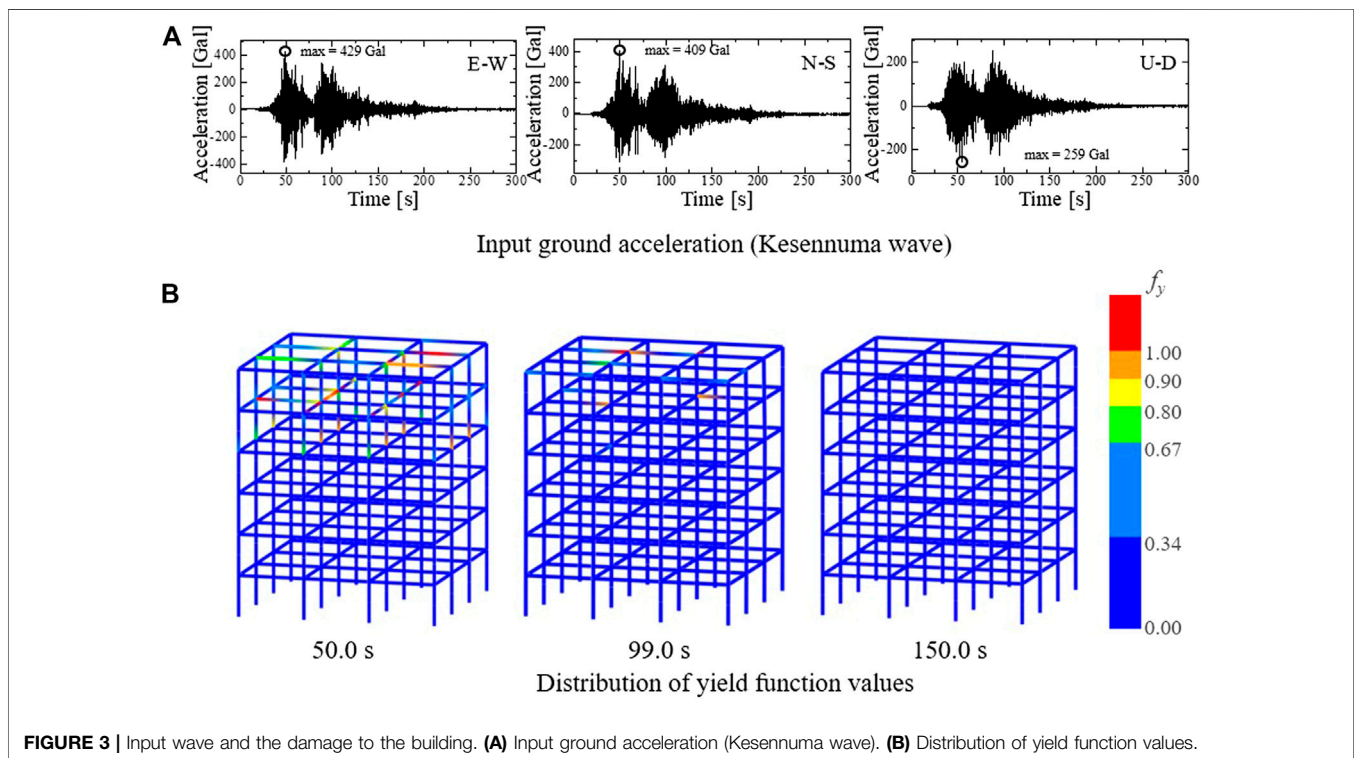 A
Acceleration [Gal]
400
200
0
-200
-400
max = 429 Gal
E-W
0 50 100 150 200 250 300
Time [s]
Acceleration [Gal]
400
200
0
-200
max = 409 Gal
N-S
0 50 100 150 200 250 300
Time [s]
Acceleration [Gal]
200
0
-200
U-D
max = 259 Gal
0 50 100 150 200 250 300
Time [s]
Input ground acceleration (Kesennuma wave)
B
fy
1.00
0.90
0.80
0.67
0.34
0.00
50.0 s 99.0 s 150.0 s
Distribution of yield function values
FIGURE 3 | Input wave and the damage to the building. (A) Input ground acceleration (Kesennuma wave). (B) Distribution of yield function values.